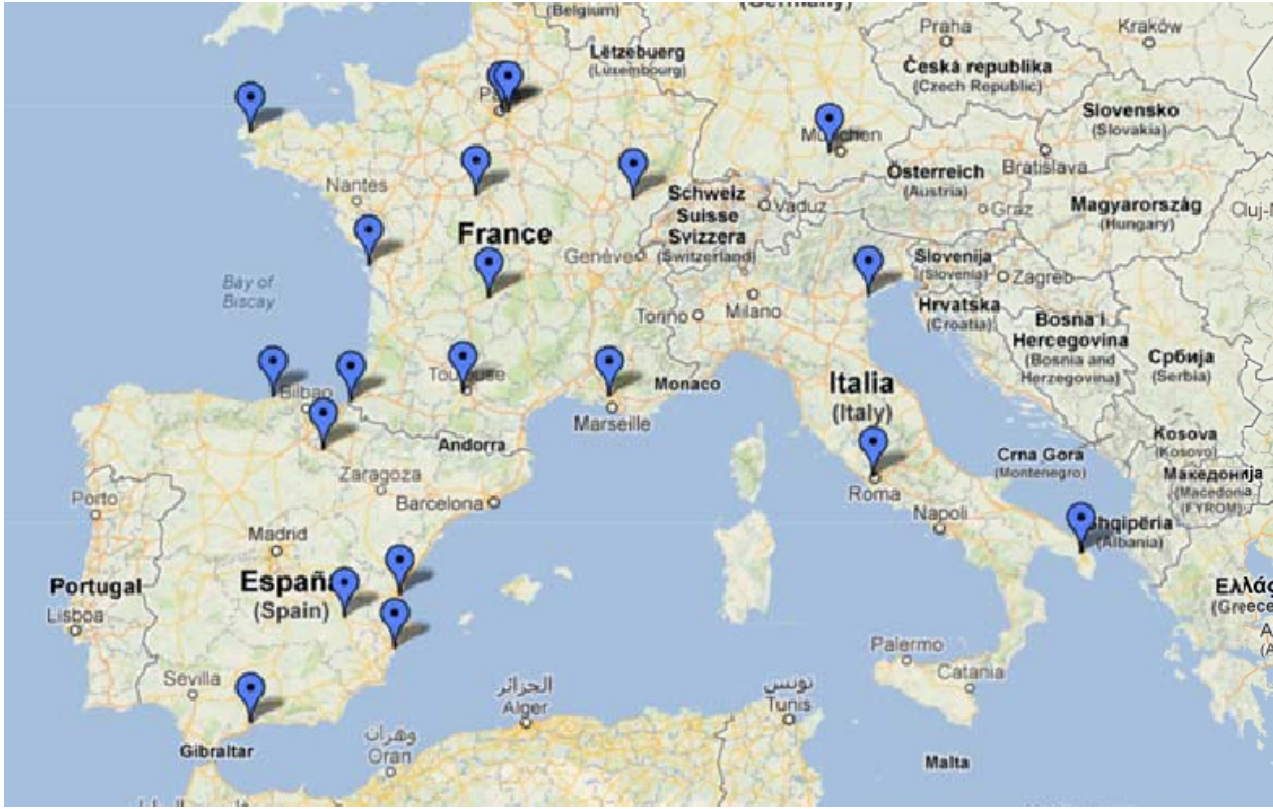 (Belgium)
(Germany)
Praha
Kraków
Lëtzebuerg
(Luxembourg)
Česká republika
(Czech Republic)
Slovensko
(Slovakia)
München
Bratislava
Österreich
(Austria)
Nantes
Schweiz
Suisse
Svizzera
(Switzerland)
Vaduz
Graz
Magyarország
(Hungary)
France
Genève
Slovenija
(Slovenia)
Zagreb
Bay of
Biscay
Torino
Milano
Hrvatska
(Croatia)
Bosna i
Hercegovina
(Bosnia and
Herzegovina)
Србија
(Serbia)
Bilbao
Monaco
Italia
(Italy)
Marseille
Andorra
Crna Gora
(Montenegro)
Kosova
(Kosovo)
Македонија
(Macedonia
(FYROM)
Zaragoza
Porto
Barcelona
Roma
Napoli
Shqipëria
(Albania)
Madrid
Portugal
España
(Spain)
Lisboa
(Greece
Palermo
Catania
Sevilla
الجزائر
Alger
تونس
Tunis
وهران
Oran
Gibraltar
Malta